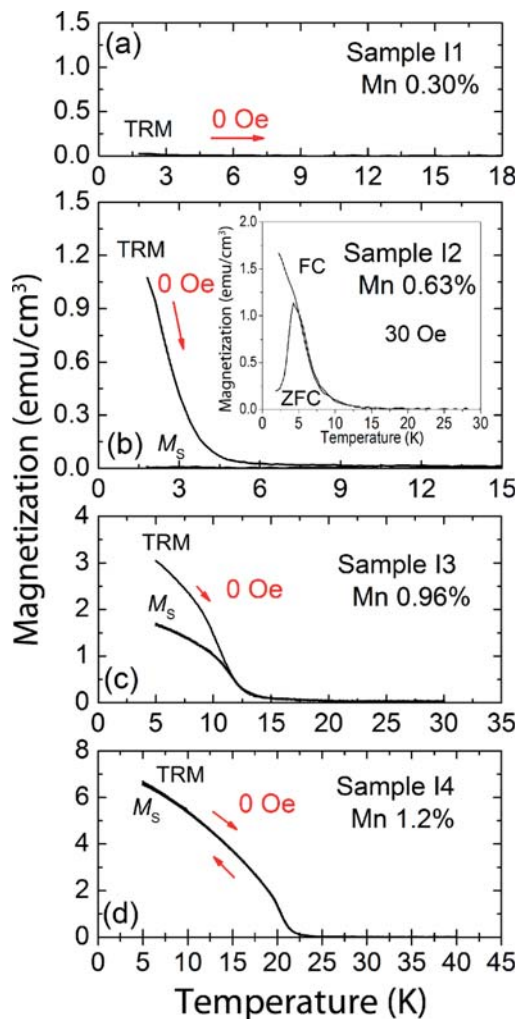 Magnetization (emu/cm³)
(a)
Sample I1
Mn 0.30%
TRM
0 Oe
1.5
1.0
0.5
0.0
0 3 6 9 12 15 18
(b)
Sample I2
Mn 0.63%
TRM
0 Oe
Mₛ
1.5
1.2
0.9
0.6
0.3
0.0
0 3 6 9 12 15
Magnetization (emu/cm³)
2.0
1.5
1.0
0.5
0.0
FC
ZFC
30 Oe
0 5 10 15 20 25 30
Temperature (K)
(c)
Sample I3
Mn 0.96%
TRM
0 Oe
Mₛ
4
3
2
1
0
0 5 10 15 20 25 30 35
(d)
Sample I4
Mn 1.2%
TRM
0 Oe
Mₛ
8
6
4
2
0
0 5 10 15 20 25 30 35 40 45
Temperature (K)